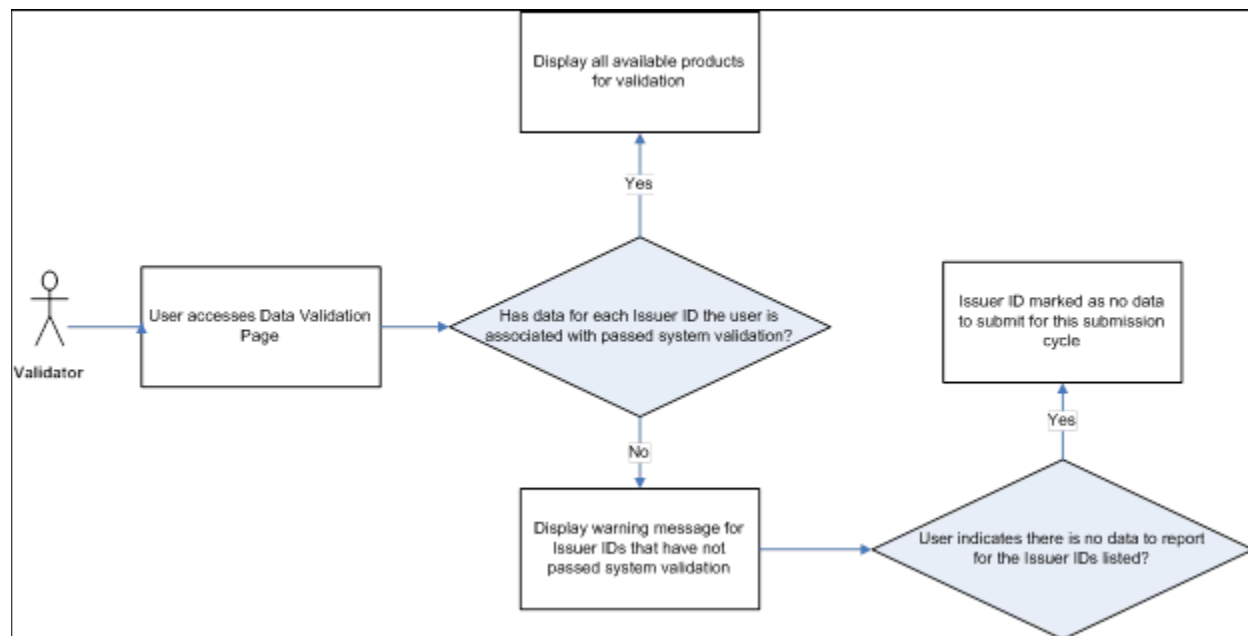 Display all available products
for validation
Yes
Validator
User accesses Data Validation
Page
Has data for each Issuer ID the user is
associated with passed system validation?
Issuer ID marked as no data
to submit for this submission
cycle
Yes
No
Display warning message for
Issuer IDs that have not
passed system validation
User indicates there is no data to report
for the Issuer IDs listed?